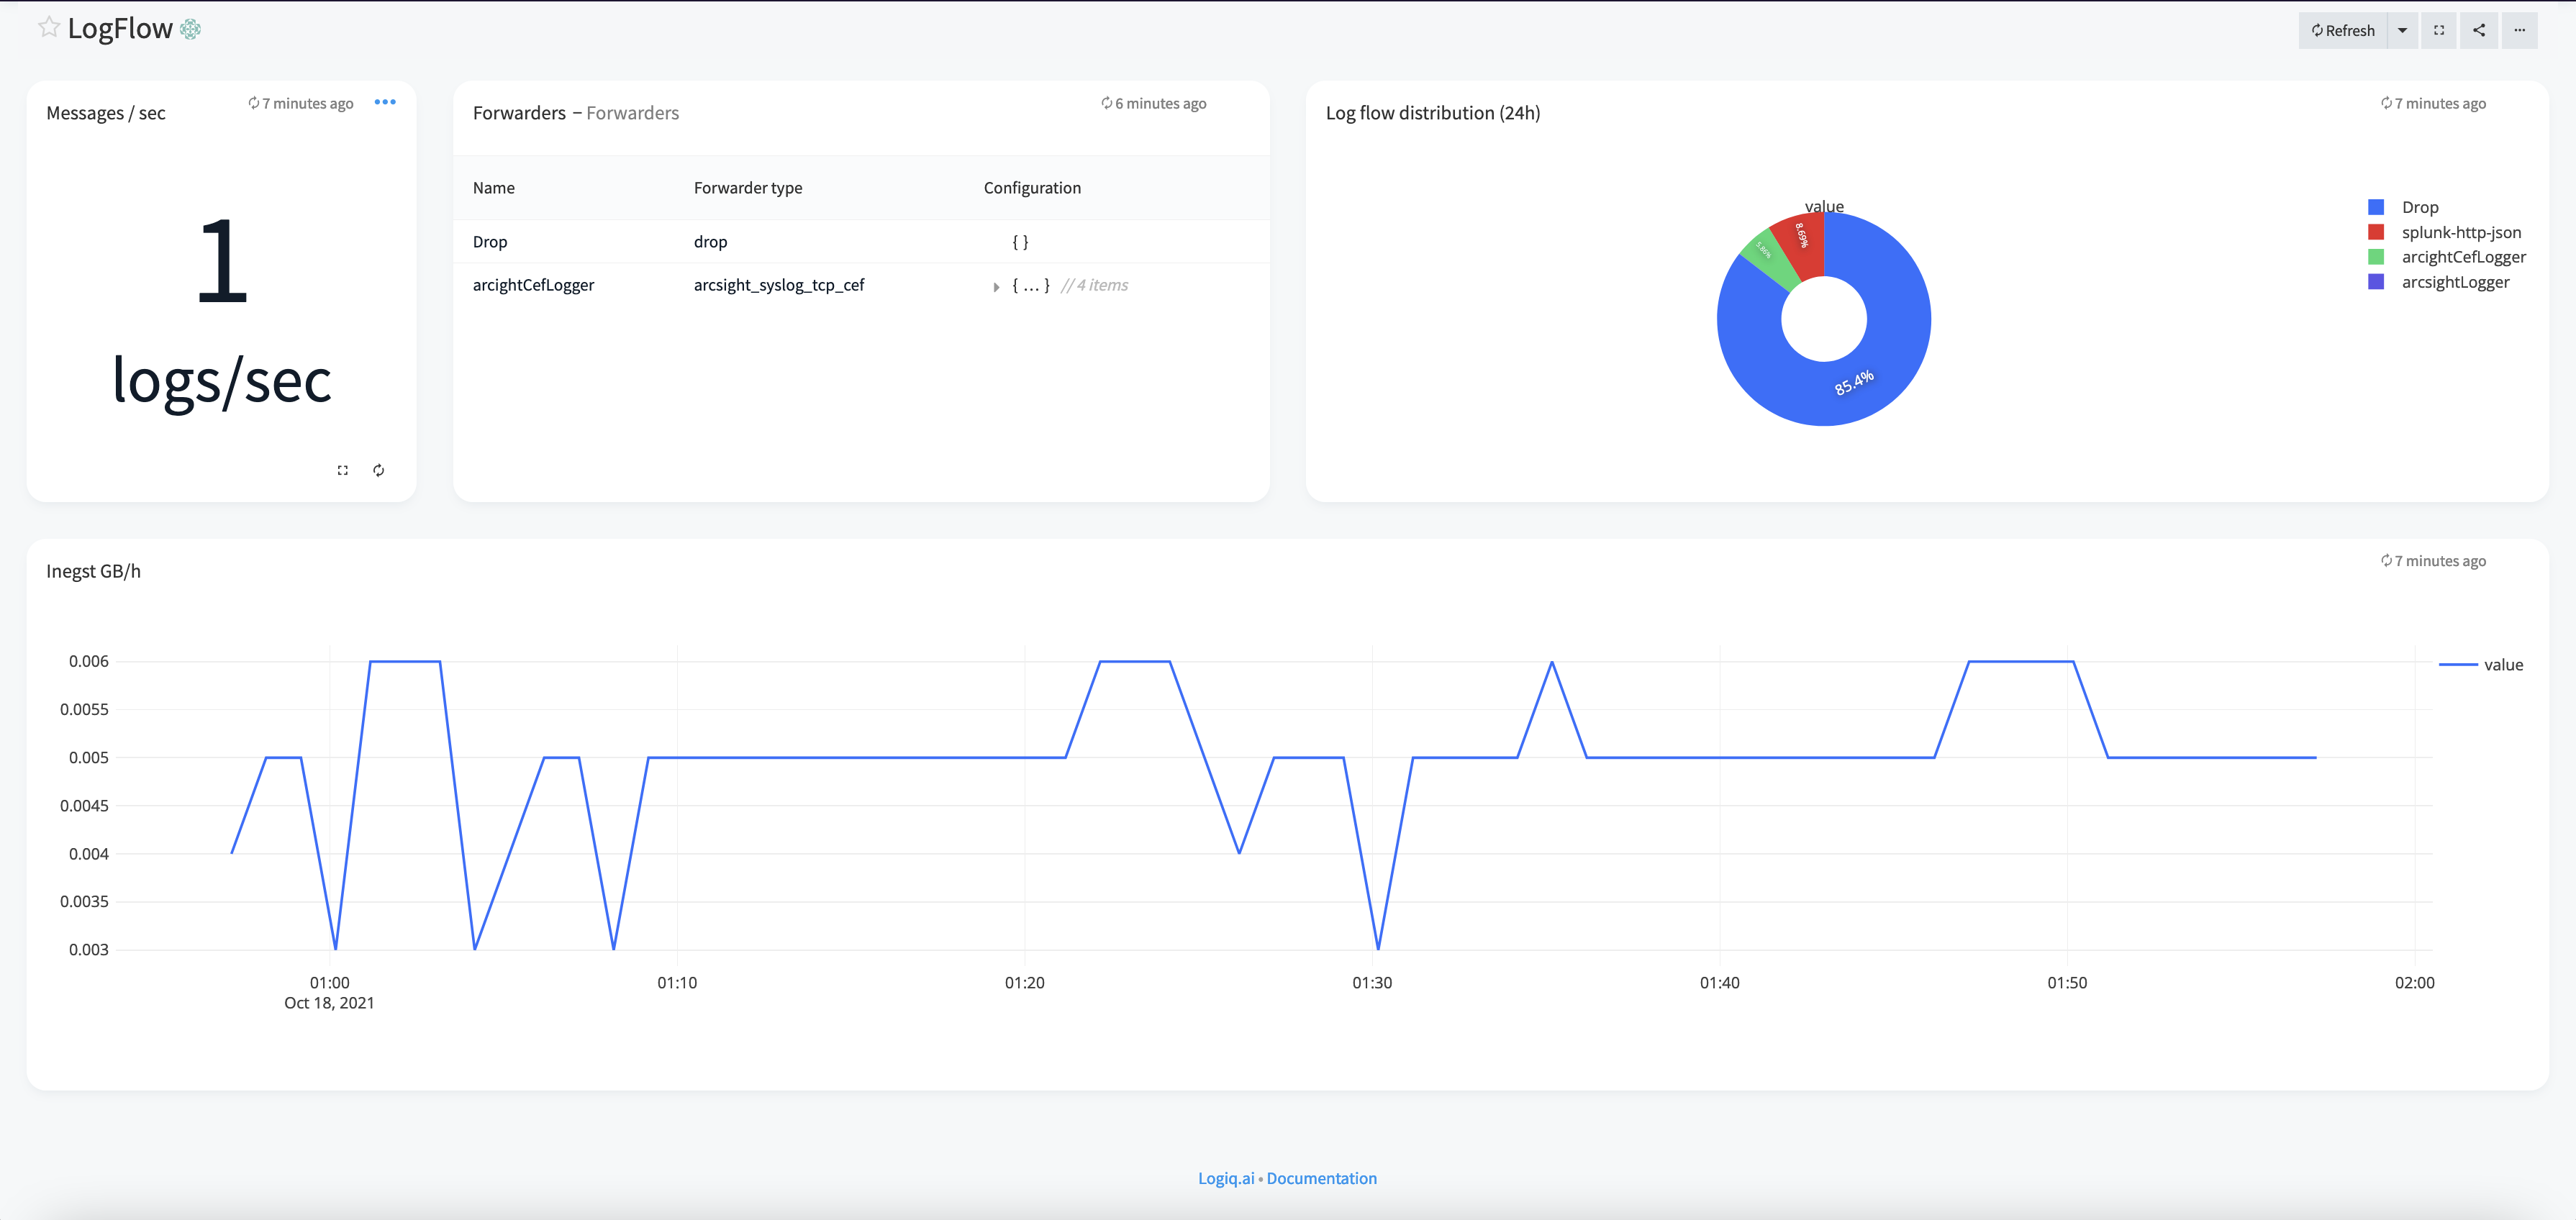 LogFlow
Refresh
Messages / sec
7 minutes ago
1
logs/sec
Forwarders – Forwarders
6 minutes ago
Name Forwarder type Configuration
Drop drop { }
arcightCefLogger arcsight_syslog_tcp_cef { ... } // 4 items
Log flow distribution (24h)
7 minutes ago
value
8.69%
85.4%
Drop
splunk-http-json
arcightCefLogger
arcsightLogger
Inegst GB/h
7 minutes ago
0.006
0.0055
0.005
0.0045
0.004
0.0035
0.003
value
01:00 01:10 01:20 01:30 01:40 01:50 02:00
Oct 18, 2021
Logiq.ai • Documentation